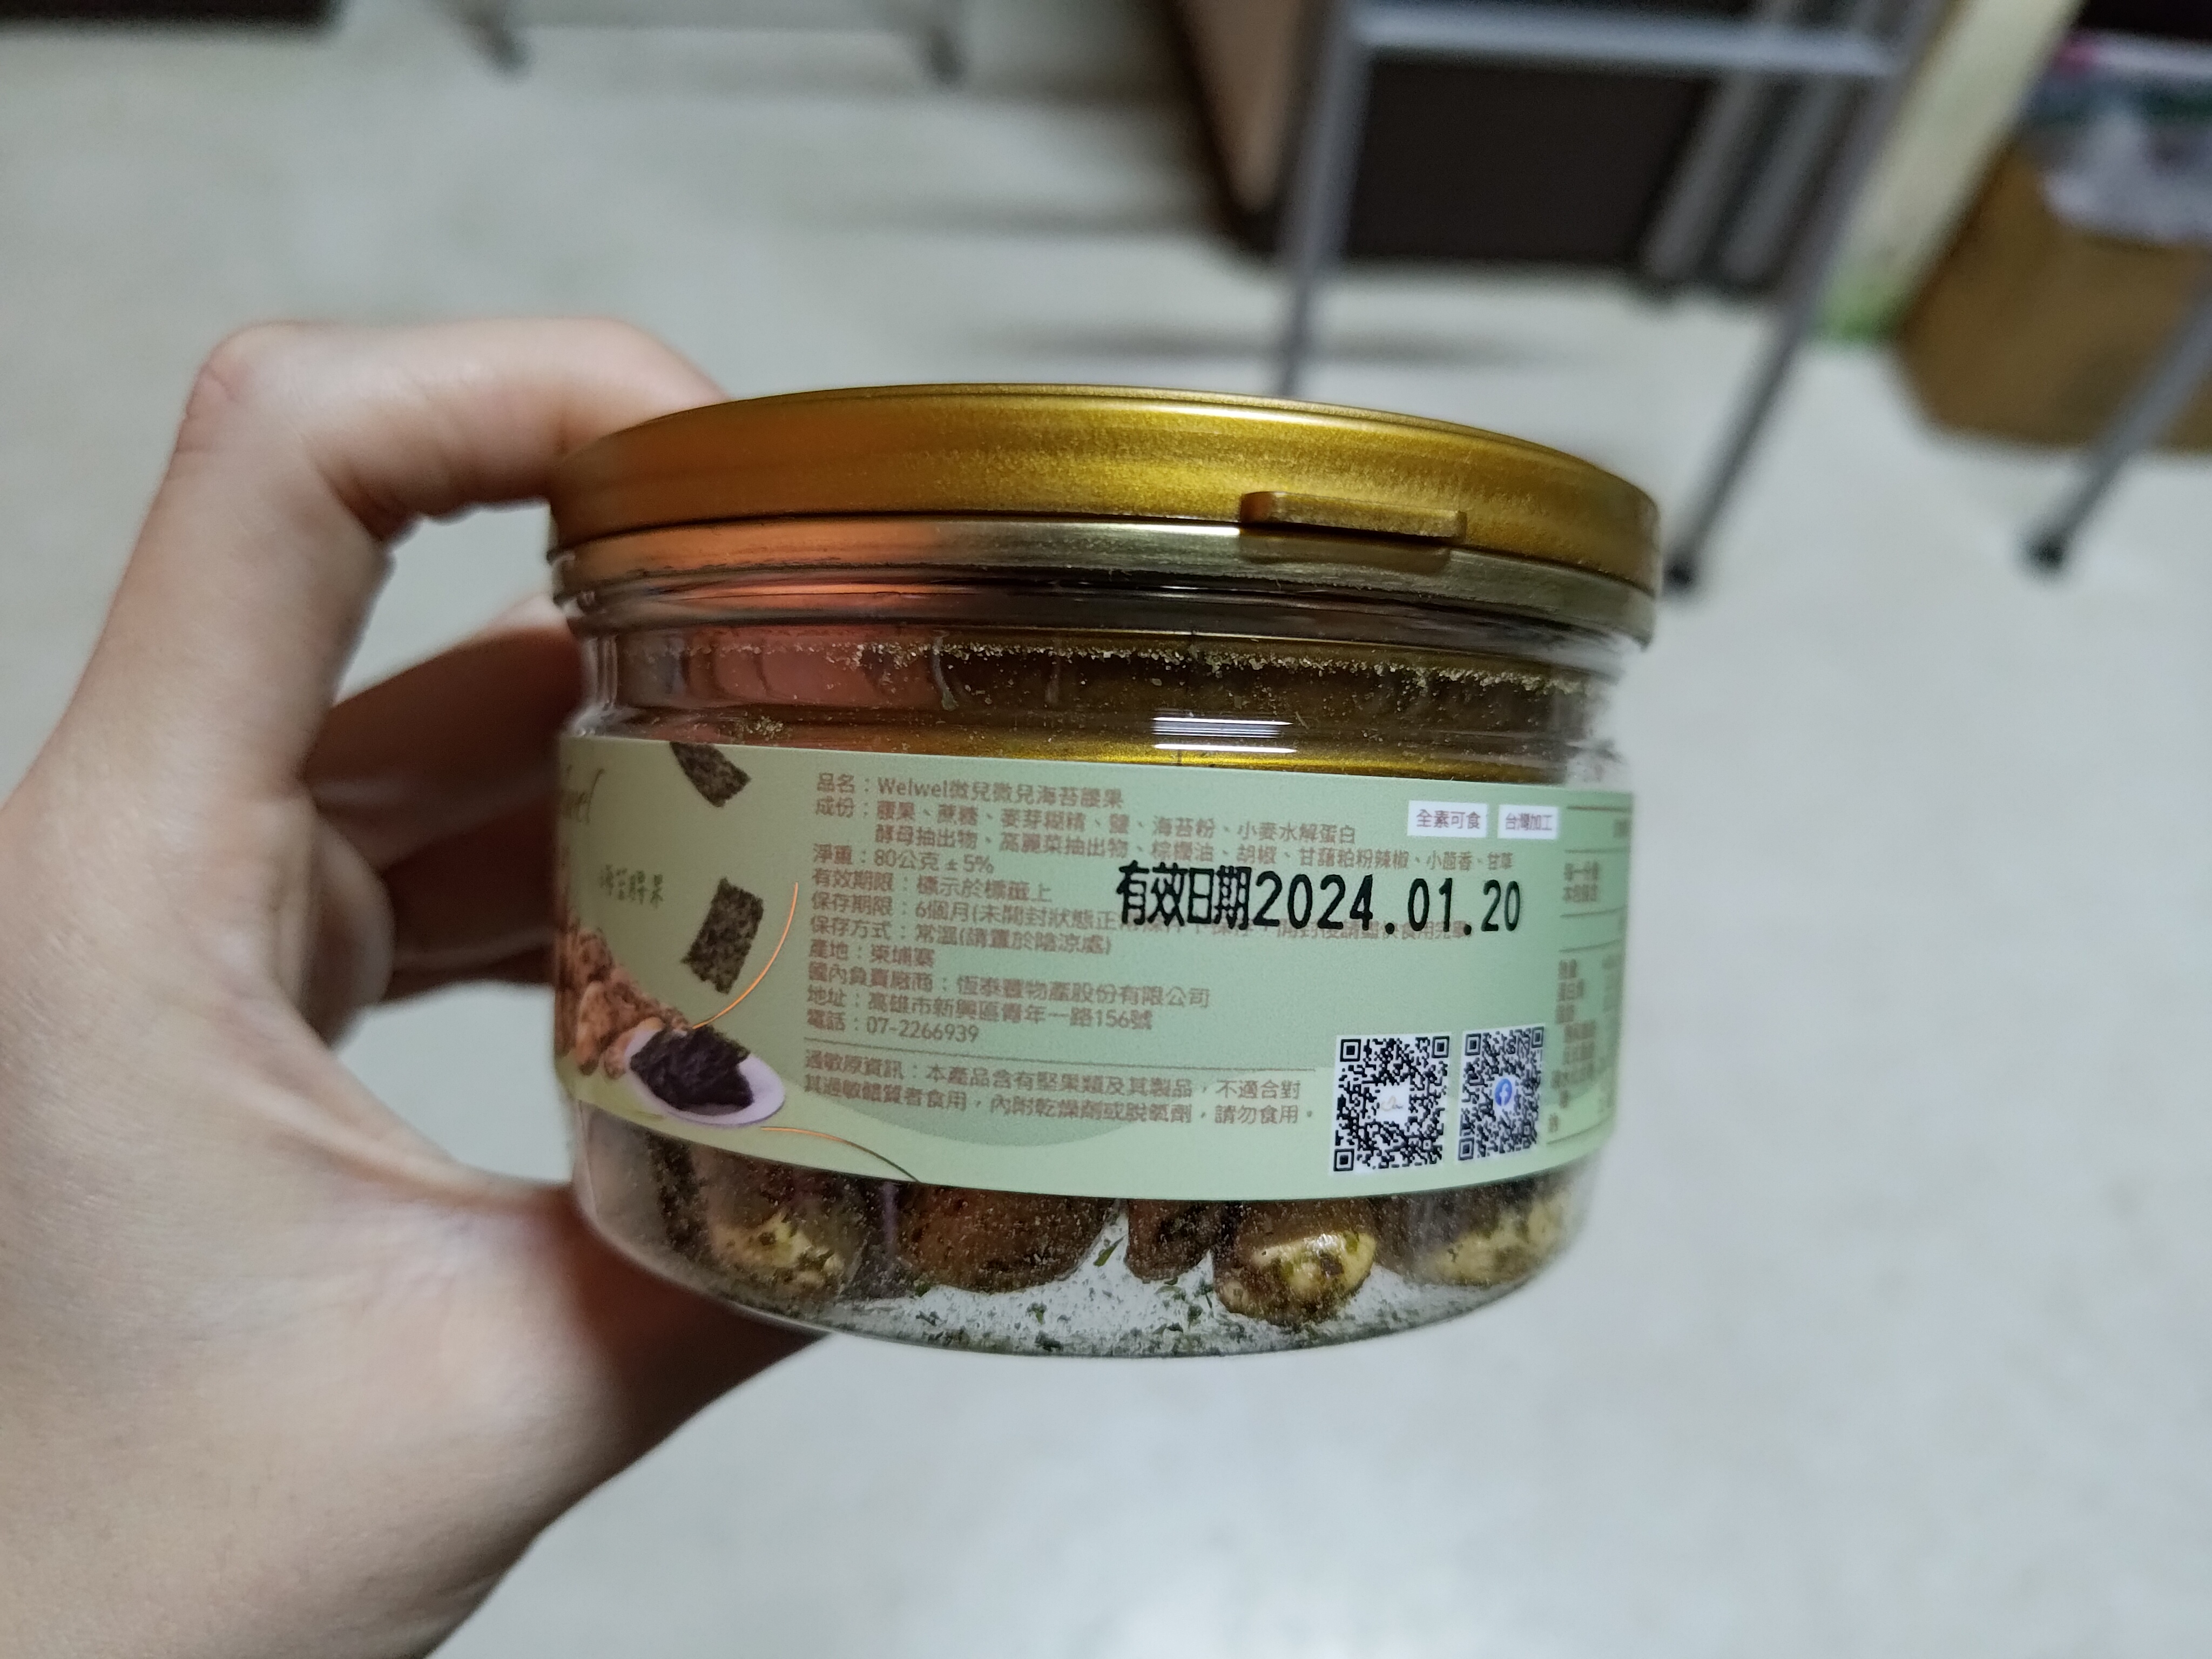 品名：Welwel微兒微兒海苔腰果
成份：腰果、蔗糖、麥芽糊精、鹽、海苔粉、小麥水解蛋白
酵母抽出物、高麗菜抽出物、棕櫚油、胡椒、甘藷粕粉辣椒、小茴香、甘草
全素可食
台灣加工
淨重：80公克±5%
有效期限：標示於標籤上
有效日期2024.01.20
保存期限：6個月(未開封狀態正
保存方式：常溫(請置於陰涼處)
產地：柬埔寨
國內負責廠商：恆泰豐物產股份有限公司
地址：高雄市新興區青年一路156號
電話：07-2266939
過敏原資訊：本產品含有堅果類及其製品，不適合對
其過敏體質者食用，內附乾燥劑或脫氧劑，請勿食用。